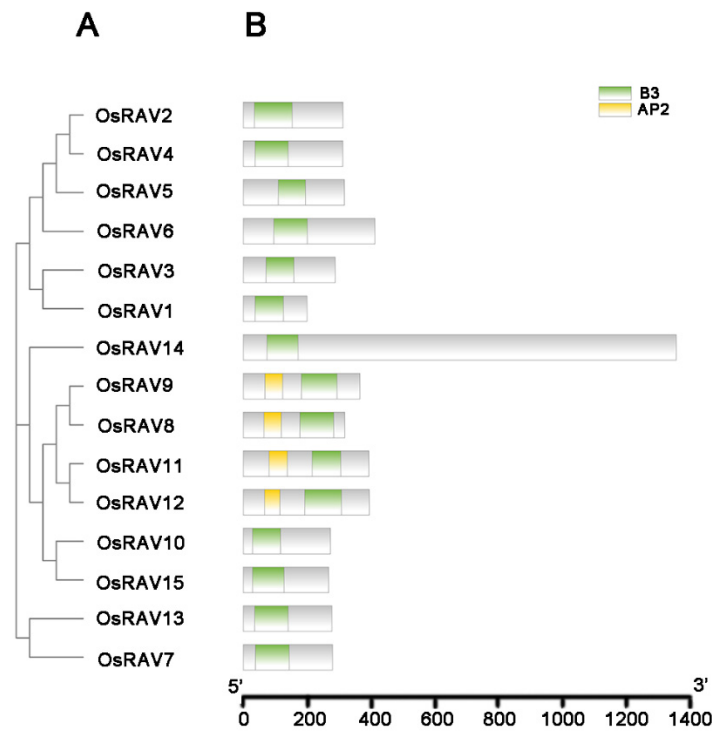 A B
B3
AP2
OsRAV2
OsRAV4
OsRAV5
OsRAV6
OsRAV3
OsRAV1
OsRAV14
OsRAV9
OsRAV8
OsRAV11
OsRAV12
OsRAV10
OsRAV15
OsRAV13
OsRAV7
5' 3'
0 200 400 600 800 1000 1200 1400